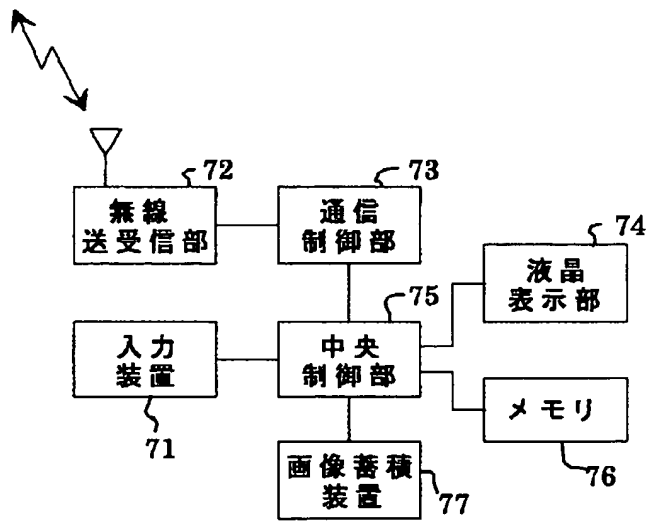 72
無線
送受信部
73
通信
制御部
74
液晶
表示部
75
中央
制御部
入力
装置
71
メモリ
76
画像蓄積
装置
77